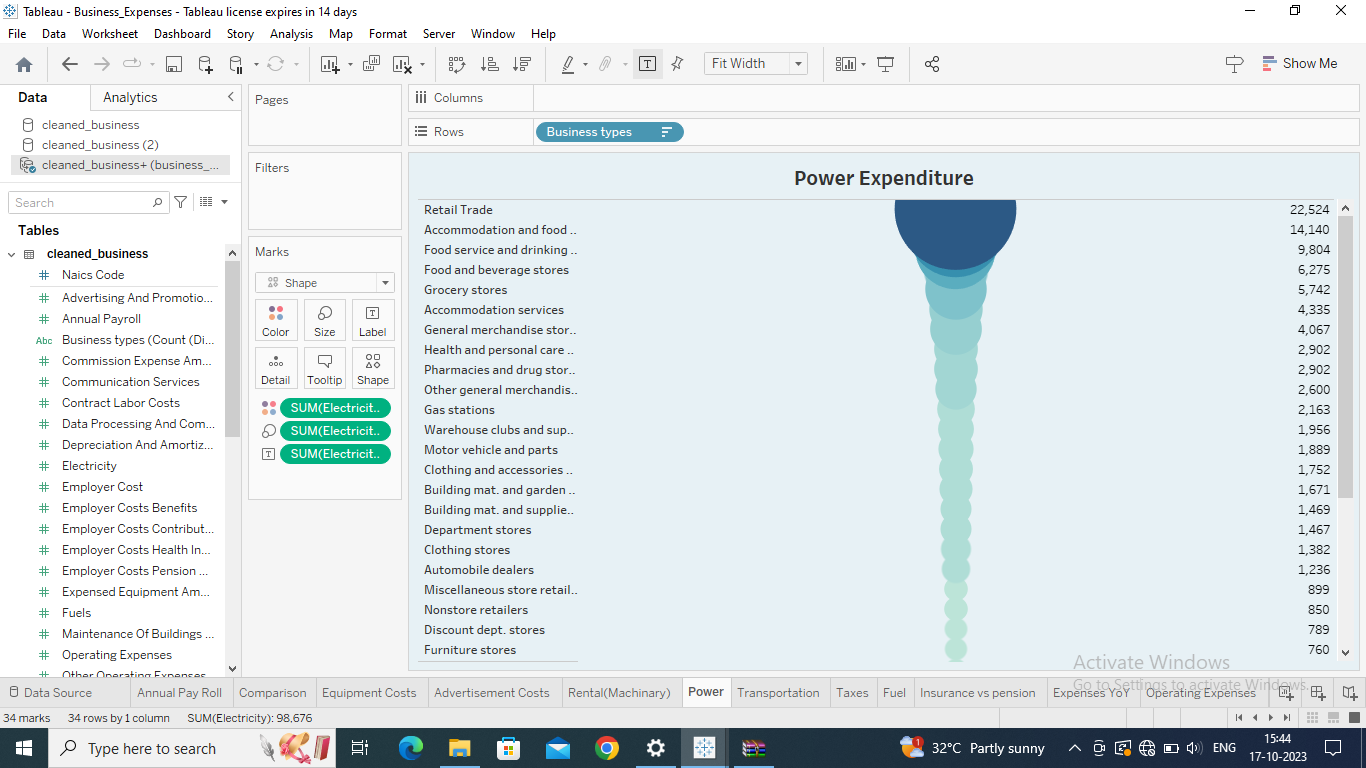 Tableau - Business_Expenses - Tableau license expires in 14 days
File Data Worksheet Dashboard Story Analysis Map Format Server Window Help
Fit Width
Show Me
Data
Analytics
cleaned_business
cleaned_business (2)
cleaned_business+ (business_...
Search
Tables
cleaned_business
Naics Code
Advertising And Promotio...
Annual Payroll
Abc Business types (Count (Di...
Commission Expense Am...
Communication Services
Contract Labor Costs
Data Processing And Com...
Depreciation And Amortiz...
Electricity
Employer Cost
Employer Costs Benefits
Employer Costs Contribut...
Employer Costs Health In...
Employer Costs Pension ...
Expensed Equipment Am...
Fuels
Maintenance Of Buildings ...
Operating Expenses
Other Operating Expenses
Pages
Filters
Marks
Shape
Color
Size
Label
Detail
Tooltip
Shape
SUM(Electricit..
SUM(Electricit..
SUM(Electricit..
Columns
Rows
Business types
Power Expenditure
Retail Trade 22,524
Accommodation and food .. 14,140
Food service and drinking .. 9,804
Food and beverage stores 6,275
Grocery stores 5,742
Accommodation services 4,335
General merchandise stor.. 4,067
Health and personal care .. 2,902
Pharmacies and drug stor.. 2,902
Other general merchandis.. 2,600
Gas stations 2,163
Warehouse clubs and sup.. 1,956
Motor vehicle and parts 1,889
Clothing and accessories .. 1,752
Building mat. and garden .. 1,671
Building mat. and supplie.. 1,469
Department stores 1,467
Clothing stores 1,382
Automobile dealers 1,236
Miscellaneous store retail.. 899
Nonstore retailers 850
Discount dept. stores 789
Furniture stores 760
Activate Windows
Go to Settings to activate Windows.
Data Source
Annual Pay Roll
Comparison
Equipment Costs
Advertisement Costs
Rental(Machinary)
Power
Transportation
Taxes
Fuel
Insurance vs pension
Expenses YoY
Operating Expenses
34 marks 34 rows by 1 column SUM(Electricity): 98,676
Type here to search
1
32°C Partly sunny
ENG
15:44
17-10-2023